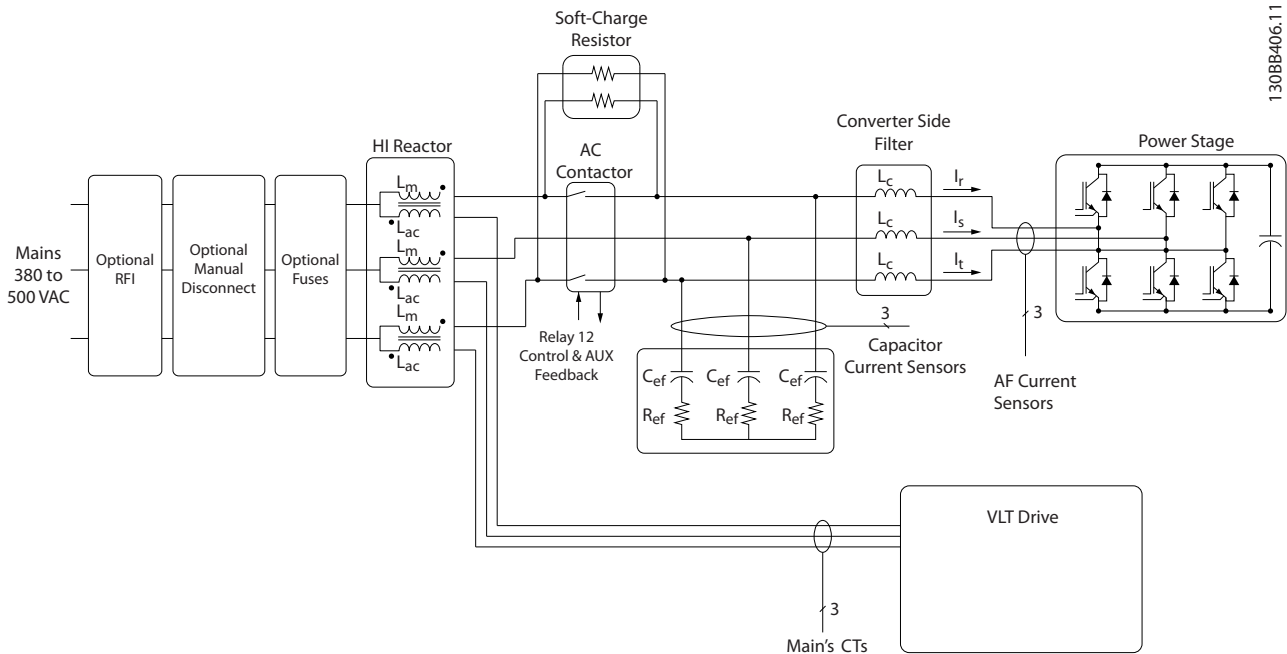 130BB406.11
Soft-Charge
Resistor
HI Reactor
AC
Contactor
Converter Side
Filter
Power Stage
Mains
380 to
500 VAC
Optional
RFI
Optional
Manual
Disconnect
Optional
Fuses
Lm
Lac
Lm
Lac
Lm
Lac
Lc
Lc
Lc
Ir
Is
It
Relay 12
Control & AUX
Feedback
3
Capacitor
Current Sensors
3
AF Current
Sensors
Cef
Cef
Cef
Ref
Ref
Ref
VLT Drive
3
Main's CTs